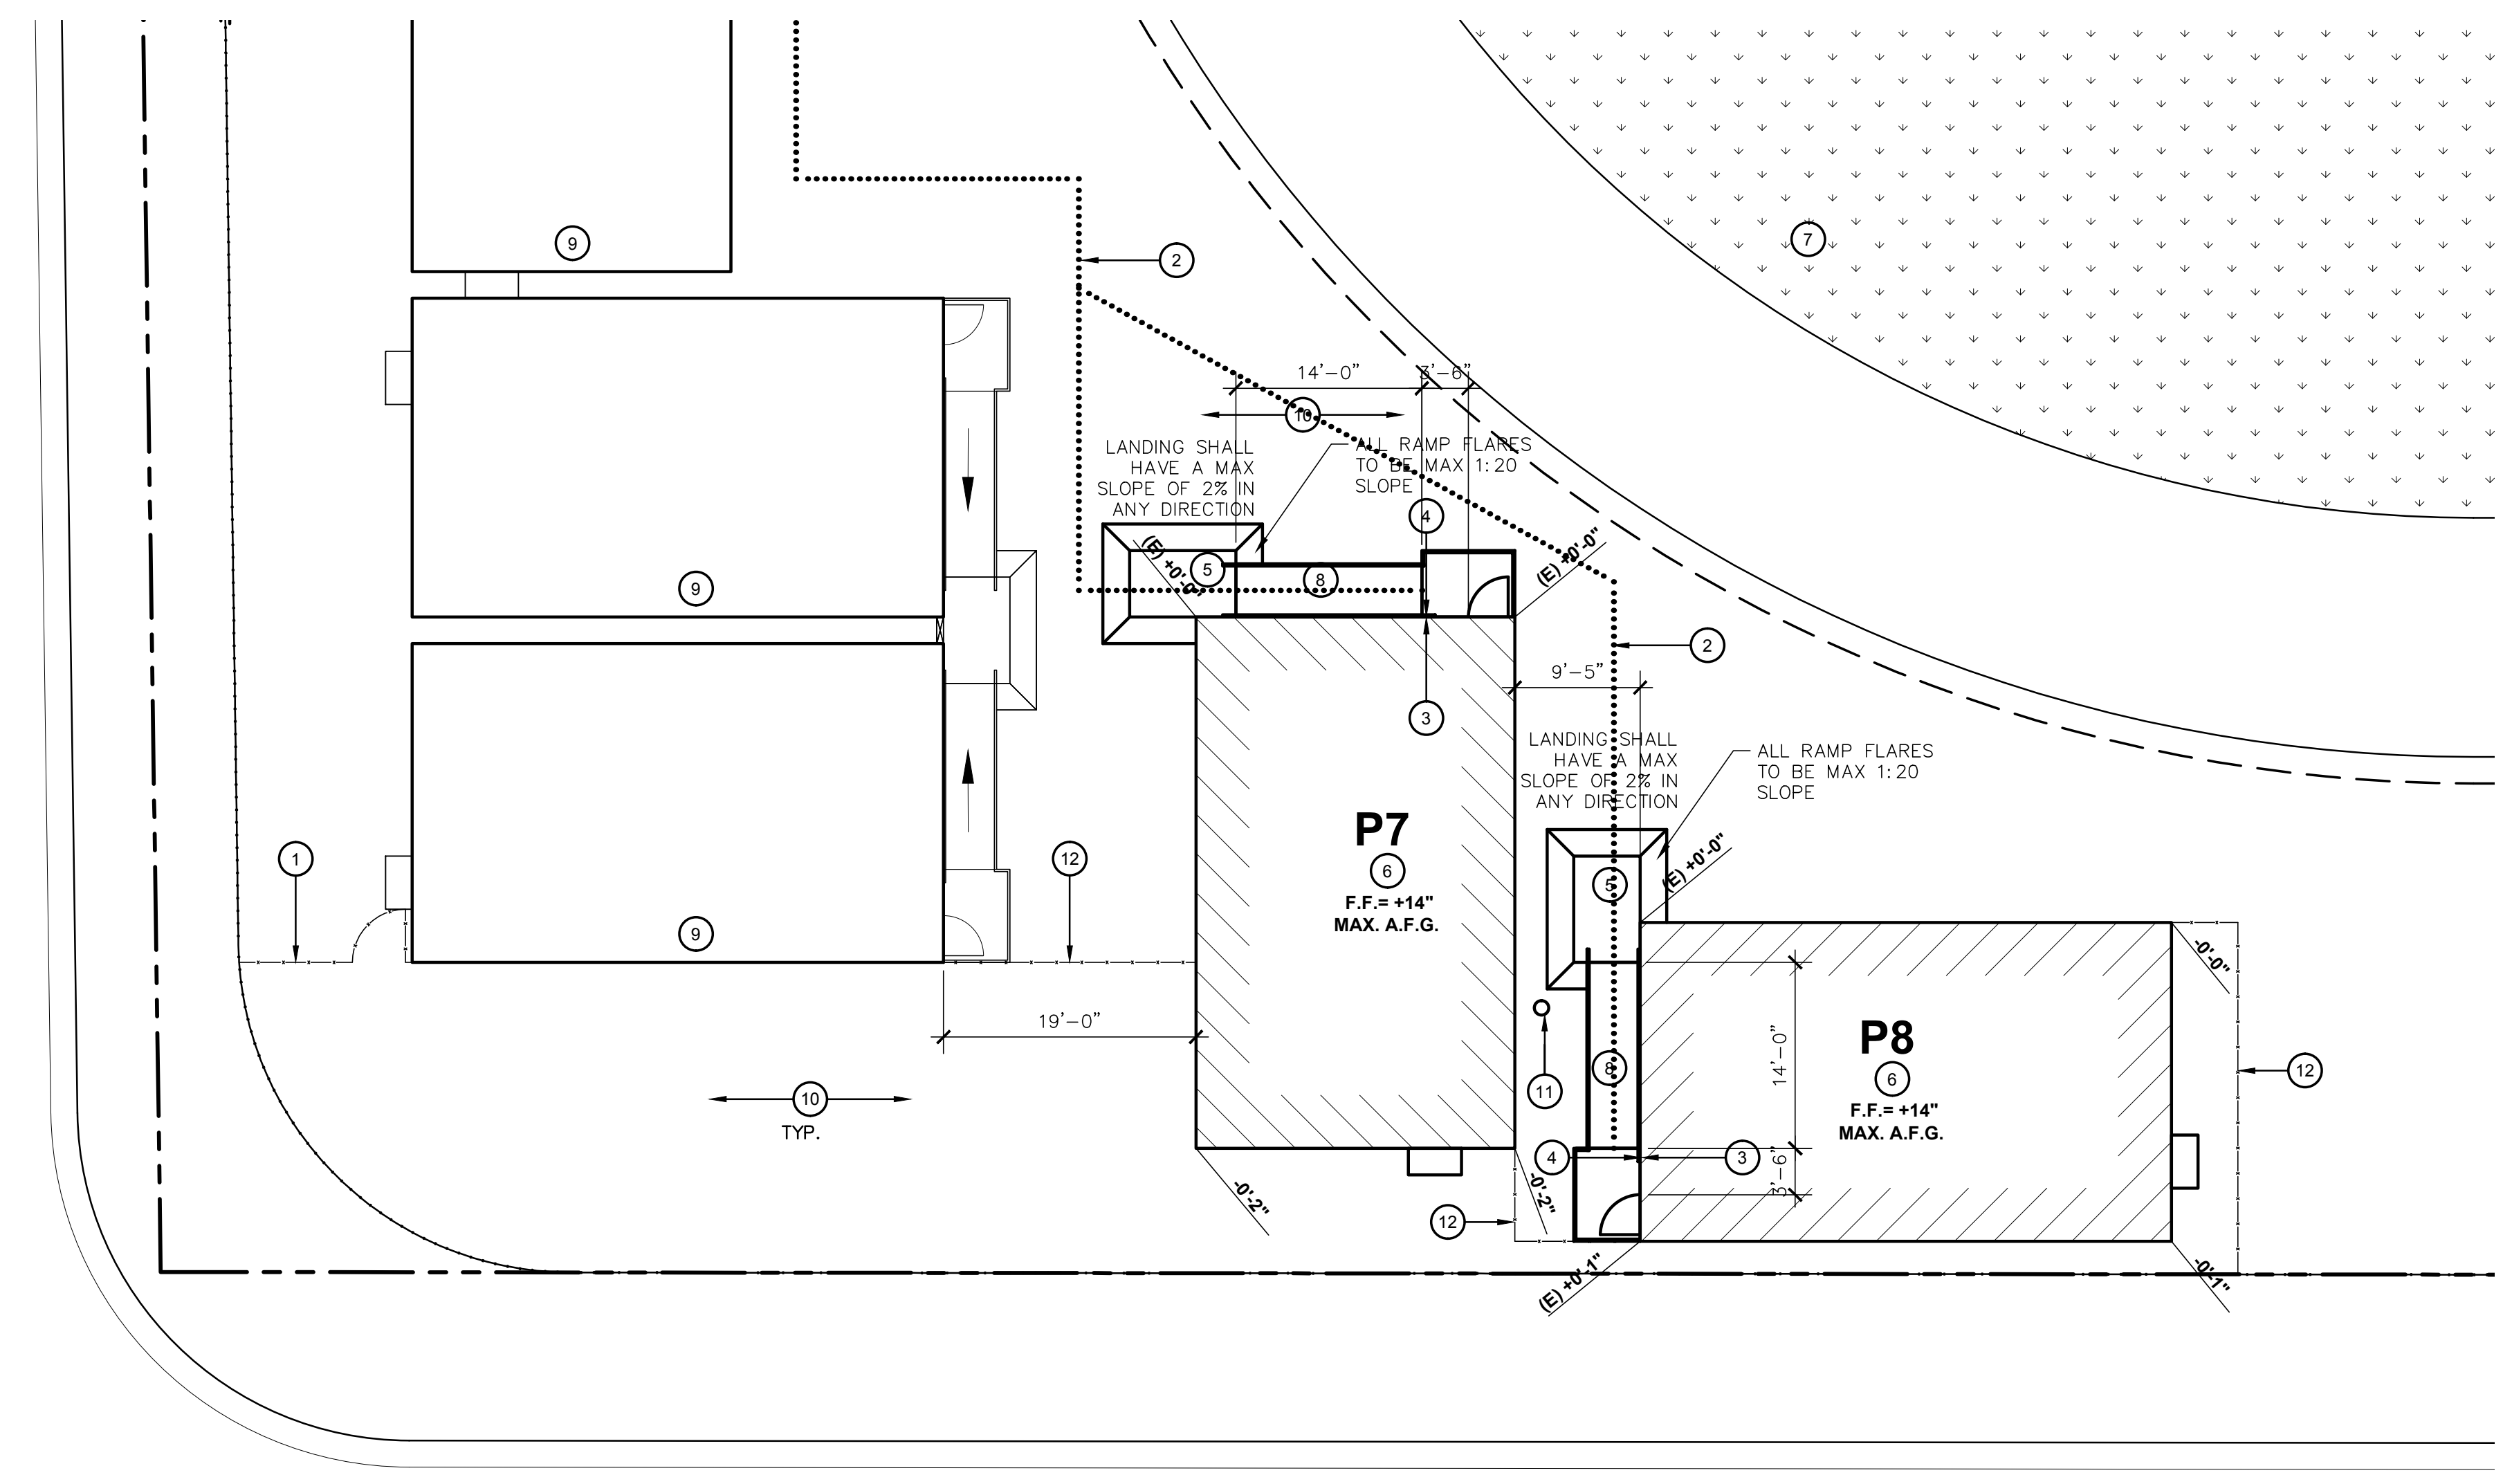 9
2
7
14'-0"
3'-6"
10
LANDING SHALL
HAVE A MAX
SLOPE OF 2% IN
ANY DIRECTION
ALL RAMP FLARES
TO BE MAX 1:20
SLOPE
4
(E) +0'-0"
(E) +0'-0"
5
8
9
2
9'-5"
3
LANDING SHALL
HAVE A MAX
SLOPE OF 2% IN
ANY DIRECTION
ALL RAMP FLARES
TO BE MAX 1:20
SLOPE
P7
6
F.F.= +14"
MAX. A.F.G.
1
12
5
(E) +0'-0"
9
-0'-0"
19'-0"
P8
6
F.F.= +14"
MAX. A.F.G.
14'-0"
8
11
12
10
TYP.
4
3
3'-6"
-0'-2"
-0'-2"
12
(E) +0'-1"
-0'-1"